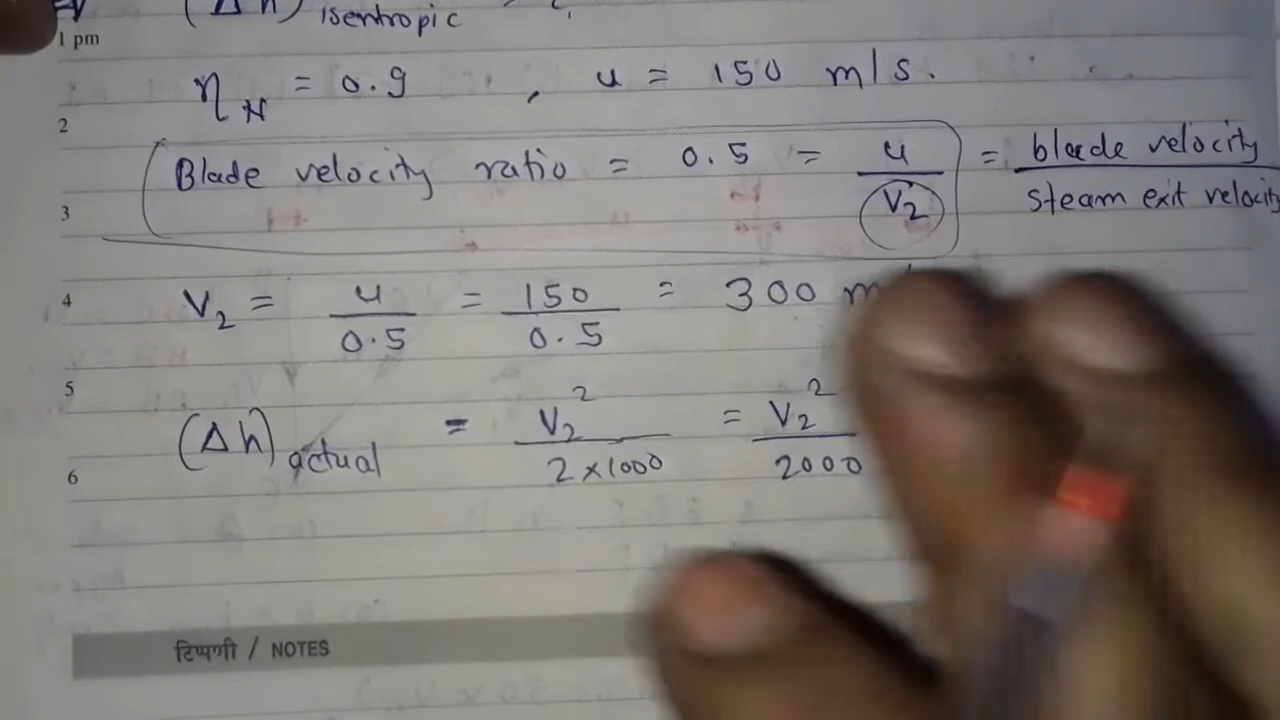 (Δh) isentropic
1 pm
η_N = 0.9 , u = 150 m/s.
2
Blade velocity ratio = 0.5 = u / V₂ = blade velocity / steam exit velocity
3
4 V₂ = u / 0.5 = 150 / 0.5 = 300 m
5
(Δh) actual = V₂² / 2×1000 = V₂² / 2000
6
टिप्पणी / NOTES